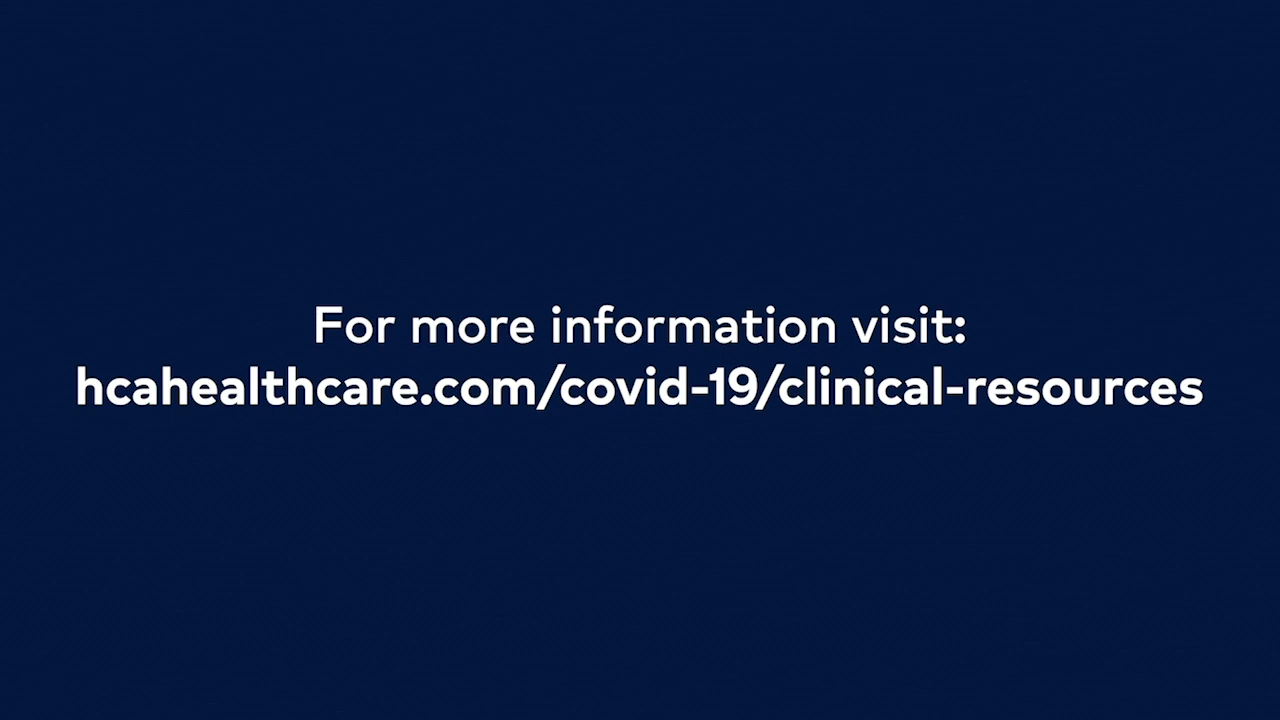 For more information visit:
hcahealthcare.com/covid-19/clinical-resources